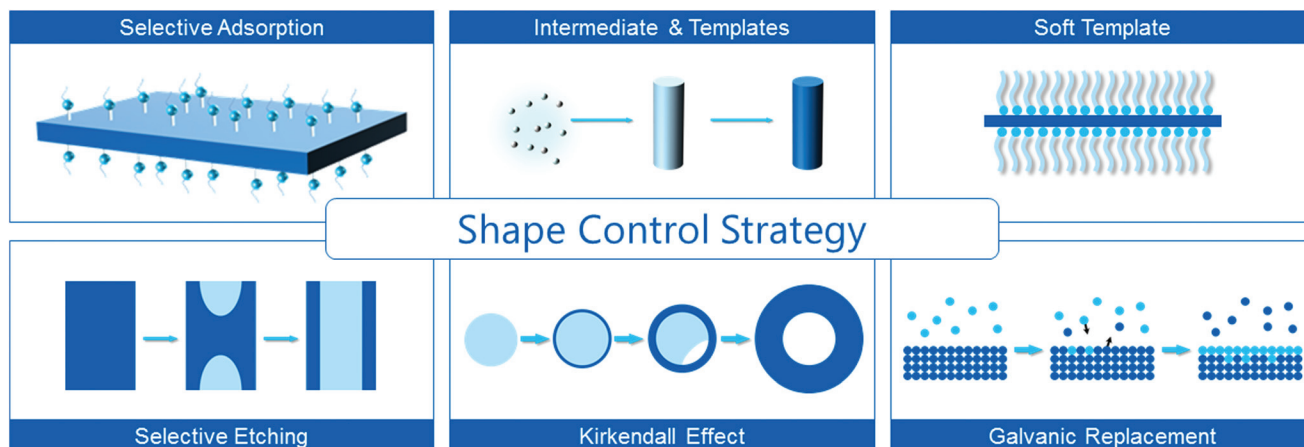 Selective Adsorption
Intermediate & Templates
Soft Template
Shape Control Strategy
Selective Etching
Kirkendall Effect
Galvanic Replacement